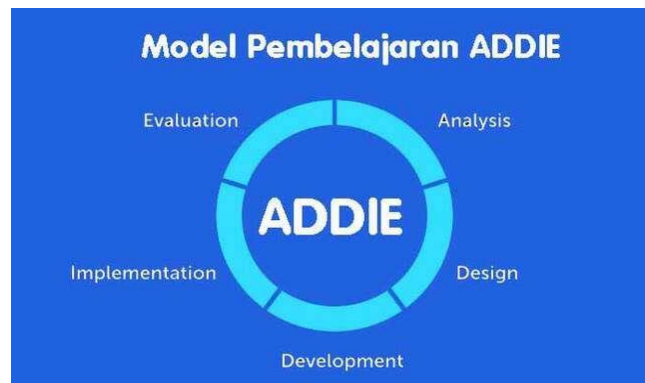 Model Pembelajaran ADDIE
Evaluation
Analysis
ADDIE
Implementation
Design
Development